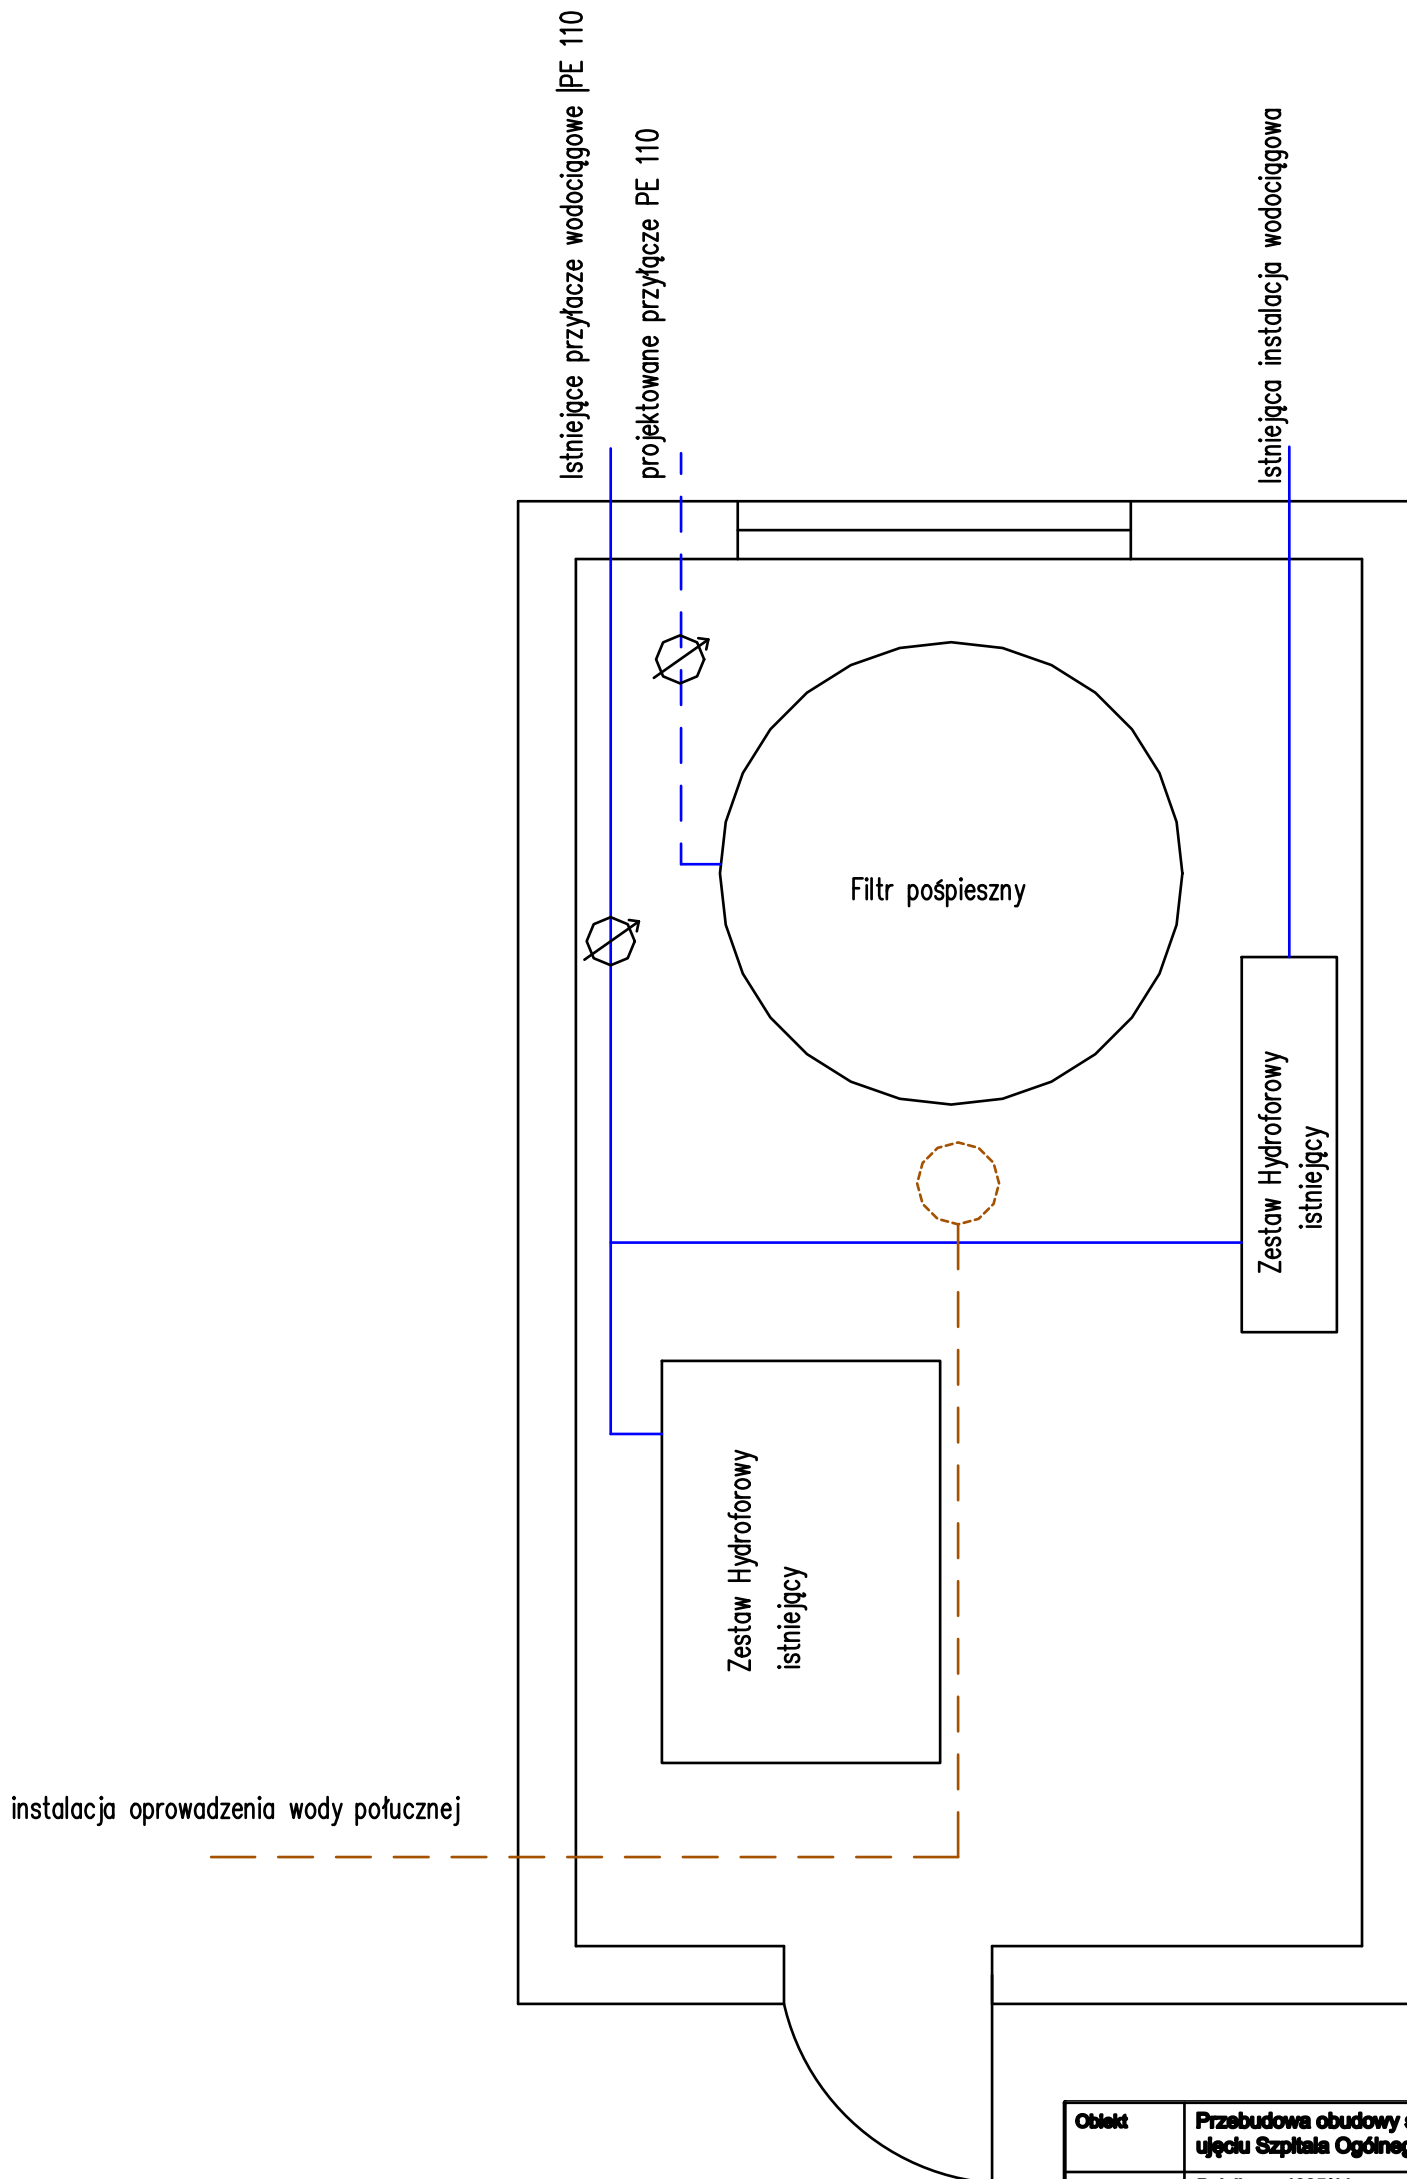 Istniejące przyłacze wodociągowe PE 110
projektowane przyłącze PE 110
Istniejąca instalacja wodociągowa
Filtr pośpieszny
Zestaw Hydroforowy
istniejący
Zestaw Hydroforowy
istniejący
instalacja oprowadzenia wody połucznej
Obiekt
Przebudowa obudowy
ujęciu Szpitala